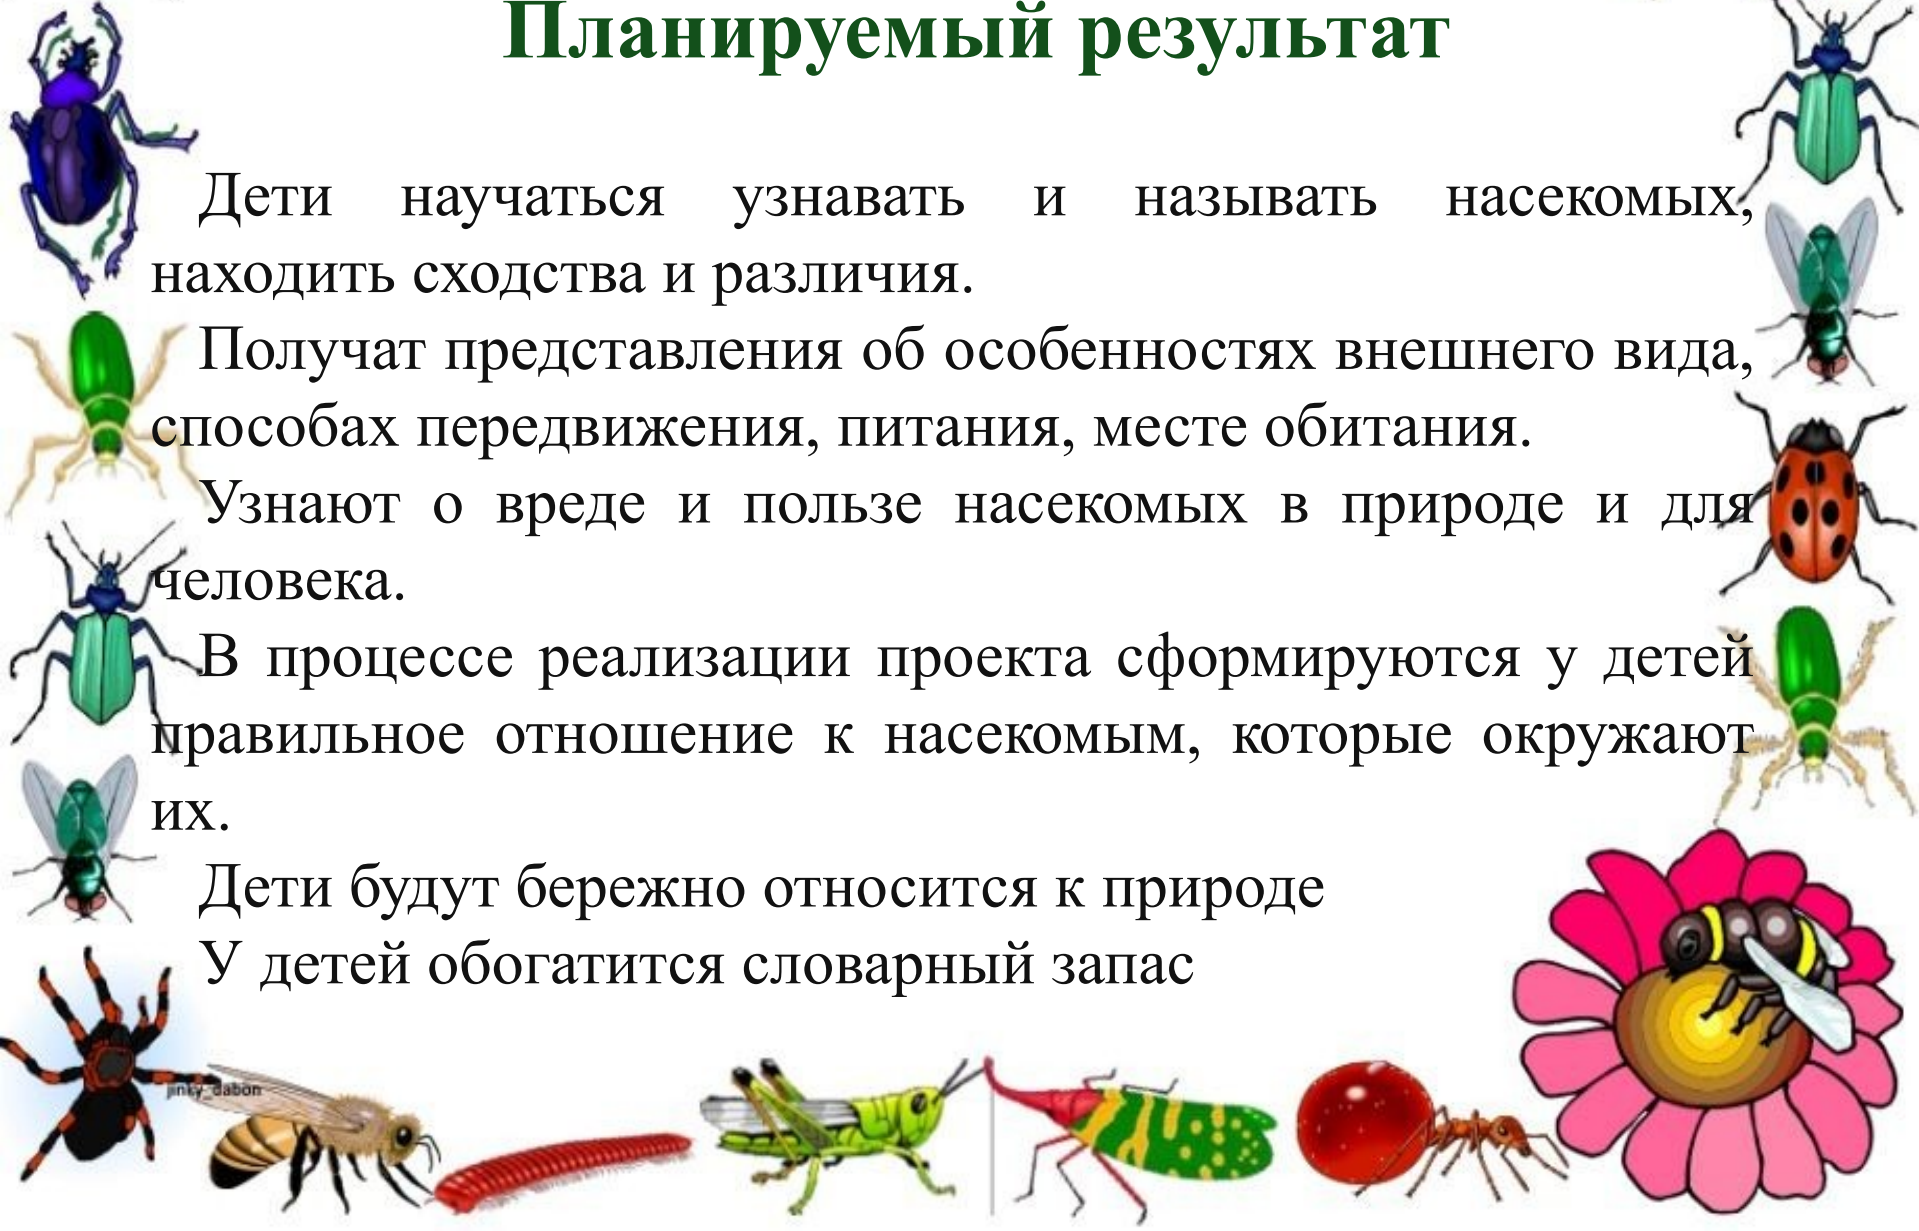 Планируемый результат
Дети научаться узнавать и называть насекомых,
находить сходства и различия.
Получат представления об особенностях внешнего вида,
способах передвижения, питания, месте обитания.
Узнают о вреде и пользе насекомых в природе и для
человека.
В процессе реализации проекта сформируются у детей
правильное отношение к насекомым, которые окружают
их.
Дети будут бережно относится к природе
У детей обогатится словарный запас
jinky_dabon